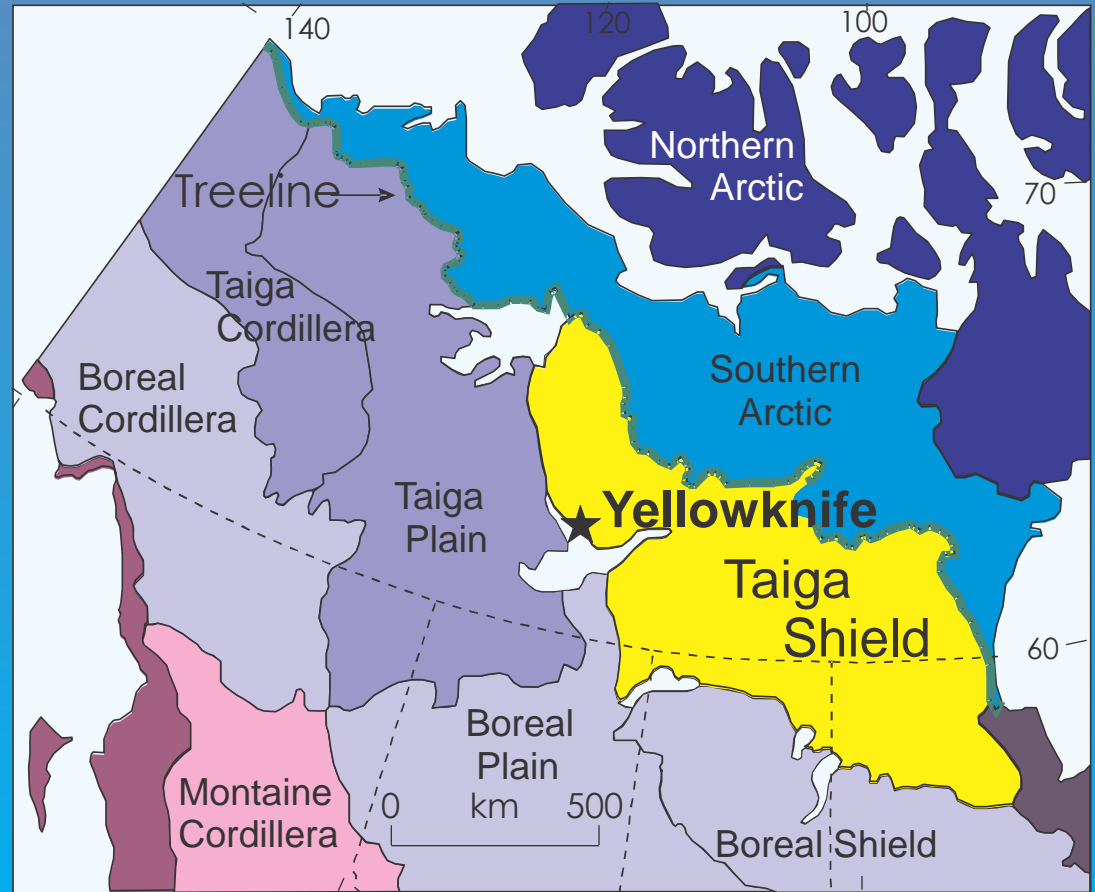 140
120
100
Northern
Arctic
70
Treeline
Taiga
Cordillera
Boreal
Cordillera
Southern
Arctic
Taiga
Plain
Yellowknife
Taiga
Shield
60
Boreal
Plain
Montaine
Cordillera
0 km 500
Boreal Shield